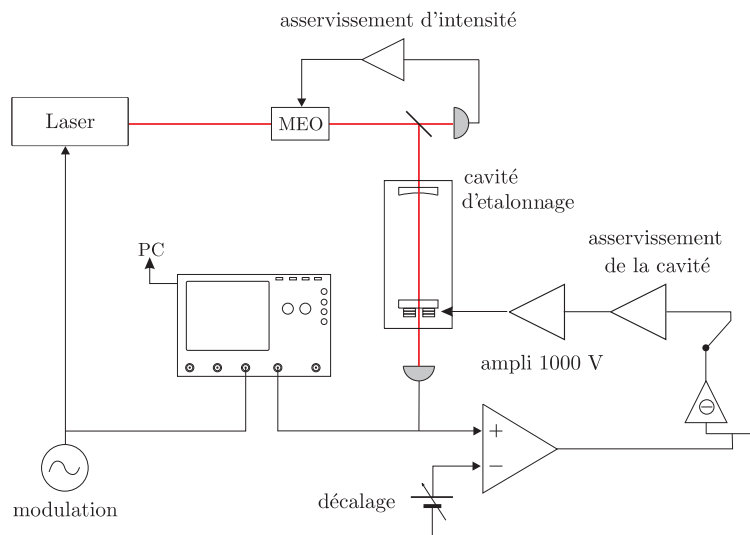 asservissement d'intensité
Laser
MEO
cavité
d'etalonnage
asservissement
de la cavité
PC
ampli 1000 V
+
−
décalage
modulation